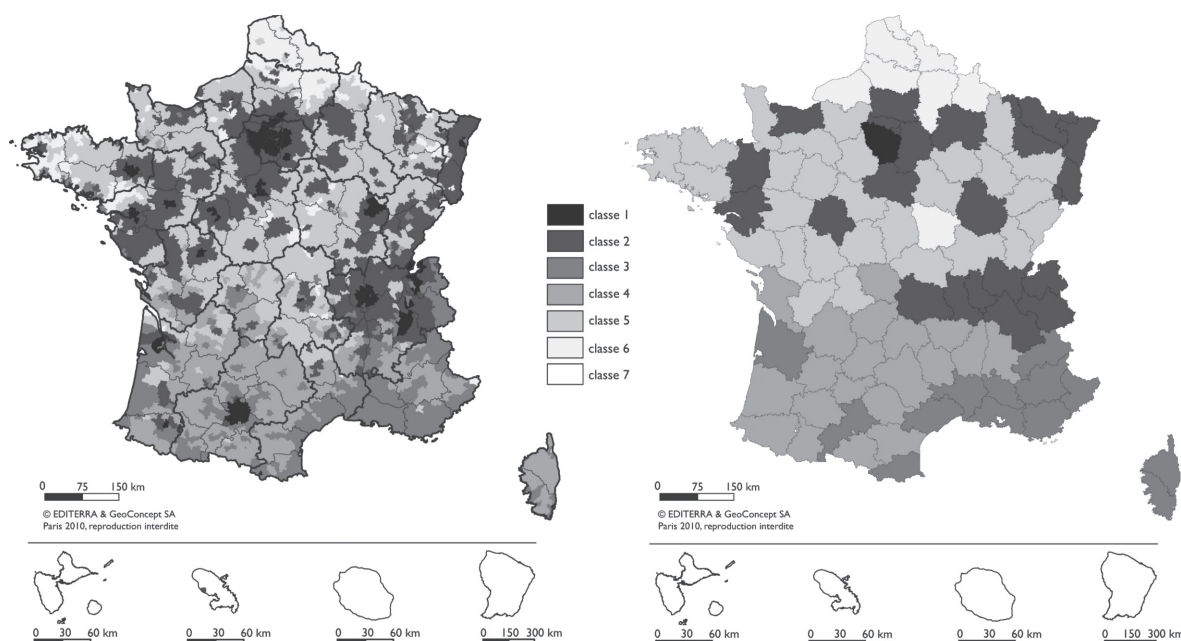 classe 1
classe 2
classe 3
classe 4
classe 5
classe 6
classe 7
0 75 150 km
© EDITERRA & GeoConcept SA
Paris 2010, reproduction interdite
0 75 150 km
© EDITERRA & GeoConcept SA
Paris 2010, reproduction interdite
0 30 60 km
0 30 60 km
0 30 60 km
0 150 300 km
0 30 60 km
0 30 60 km
0 30 60 km
0 150 300 km